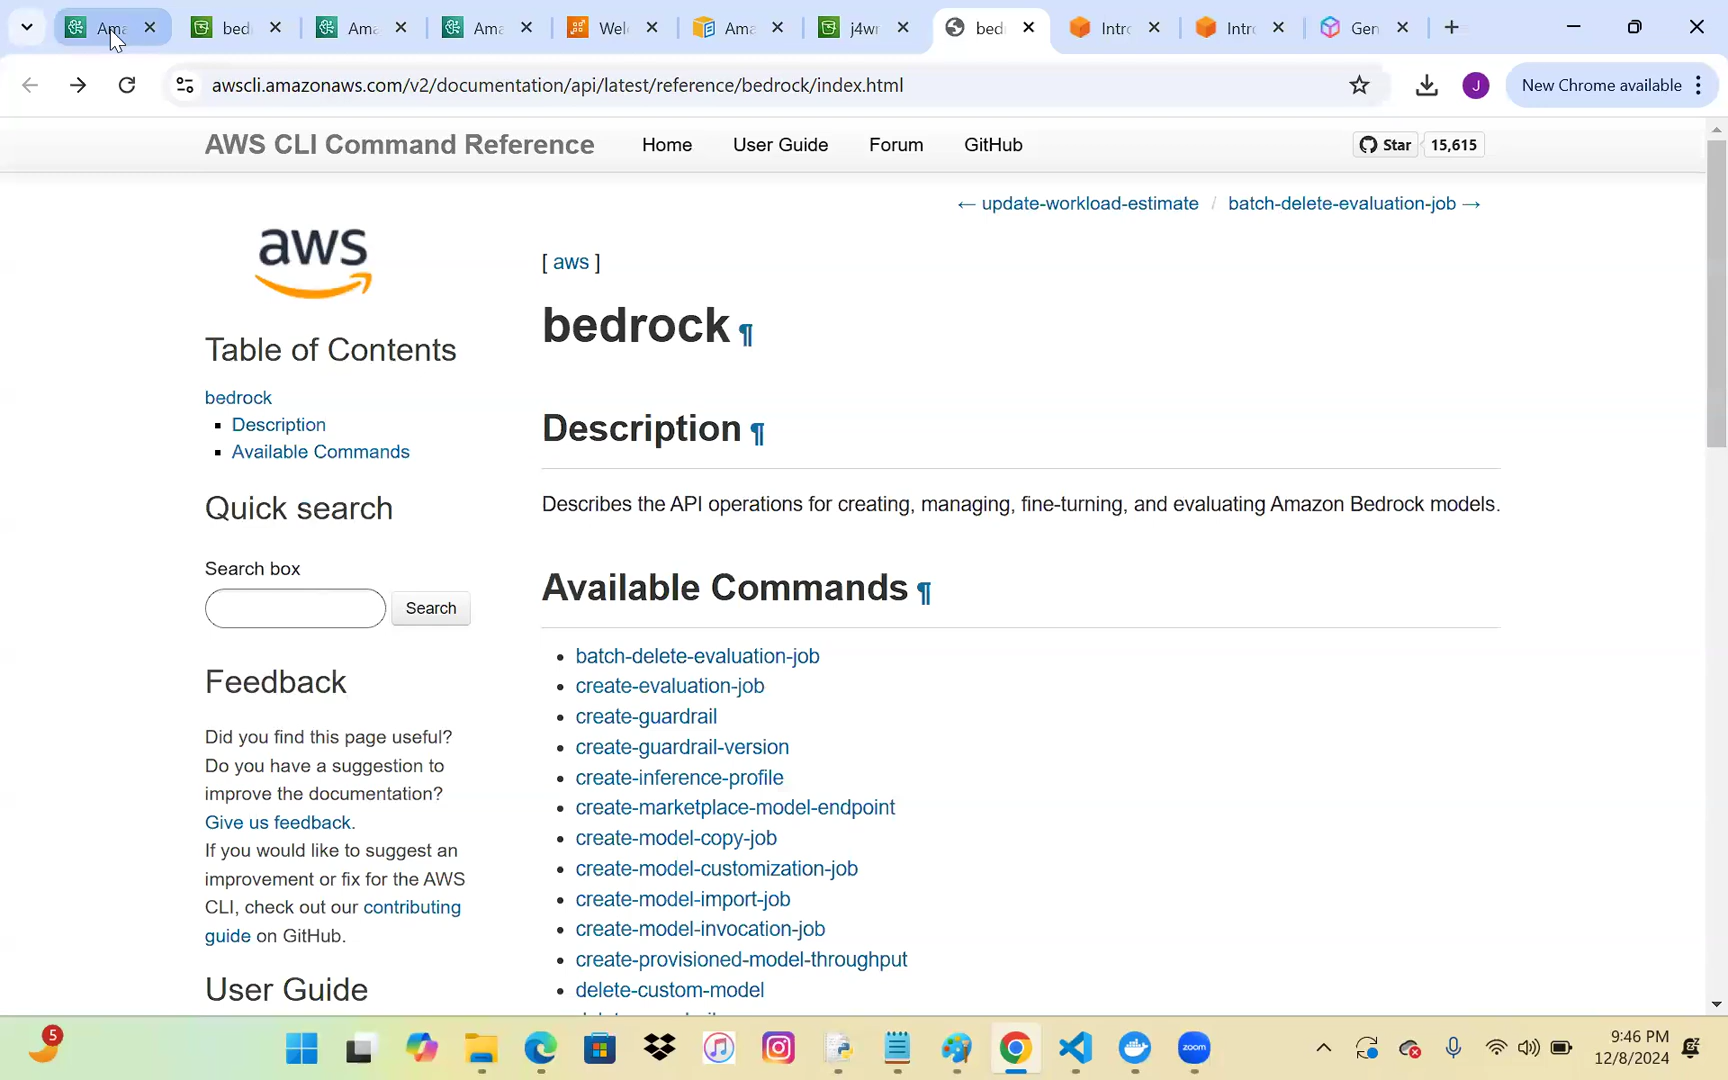 Ama
bed
Ama
Ama
Wel
Ama
j4wr
bed
Intro
Intro
Gen
awscli.amazonaws.com/v2/documentation/api/latest/reference/bedrock/index.html
J
New Chrome available
AWS CLI Command Reference
Home
User Guide
Forum
GitHub
Star
15,615
← update-workload-estimate / batch-delete-evaluation-job →
aws
[ aws ]
bedrock ¶
Table of Contents
bedrock
Description
Available Commands
Description ¶
Describes the API operations for creating, managing, fine-turning, and evaluating Amazon Bedrock models.
Quick search
Search box
Search
Available Commands ¶
batch-delete-evaluation-job
create-evaluation-job
create-guardrail
create-guardrail-version
create-inference-profile
create-marketplace-model-endpoint
create-model-copy-job
create-model-customization-job
create-model-import-job
create-model-invocation-job
create-provisioned-model-throughput
delete-custom-model
Feedback
Did you find this page useful?
Do you have a suggestion to
improve the documentation?
Give us feedback.
If you would like to suggest an
improvement or fix for the AWS
CLI, check out our contributing
guide on GitHub.
User Guide
5
zoom
9:46 PM
12/8/2024